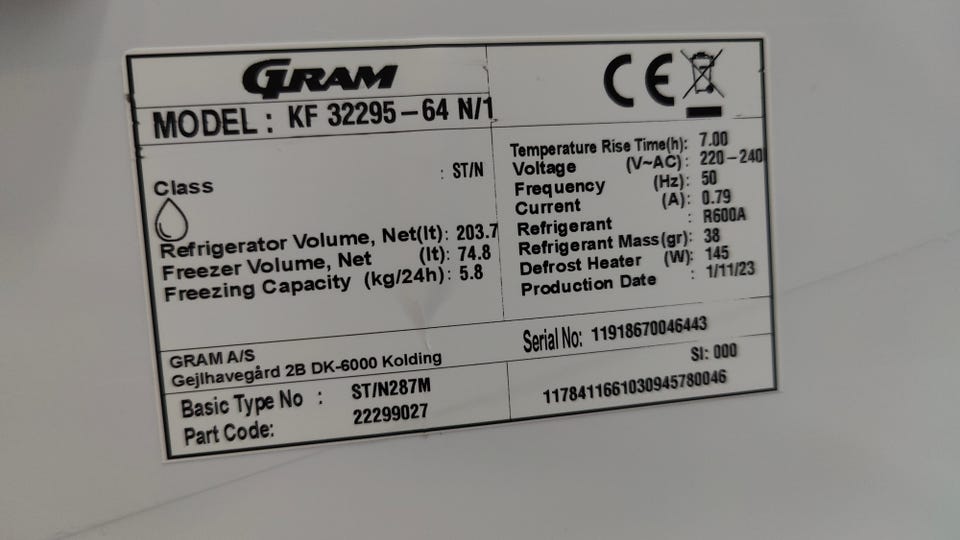 GRAM
MODEL : KF 32295-64 N/1
Class : ST/N
Refrigerator Volume, Net(lt): 203.7
Freezer Volume, Net (lt): 74.8
Freezing Capacity (kg/24h): 5.8
CE
Temperature Rise Time(h): 7.00
Voltage (V~AC): 220-240
Frequency (Hz): 50
Current (A): 0.79
Refrigerant : R600A
Refrigerant Mass(gr): 38
Defrost Heater (W): 145
Production Date : 1/11/23
GRAM A/S
Gejlhavegård 2B DK-6000 Kolding
Serial No: 11918670046443
SI: 000
Basic Type No : ST/N287M
Part Code: 22299027
1178411661030945780046